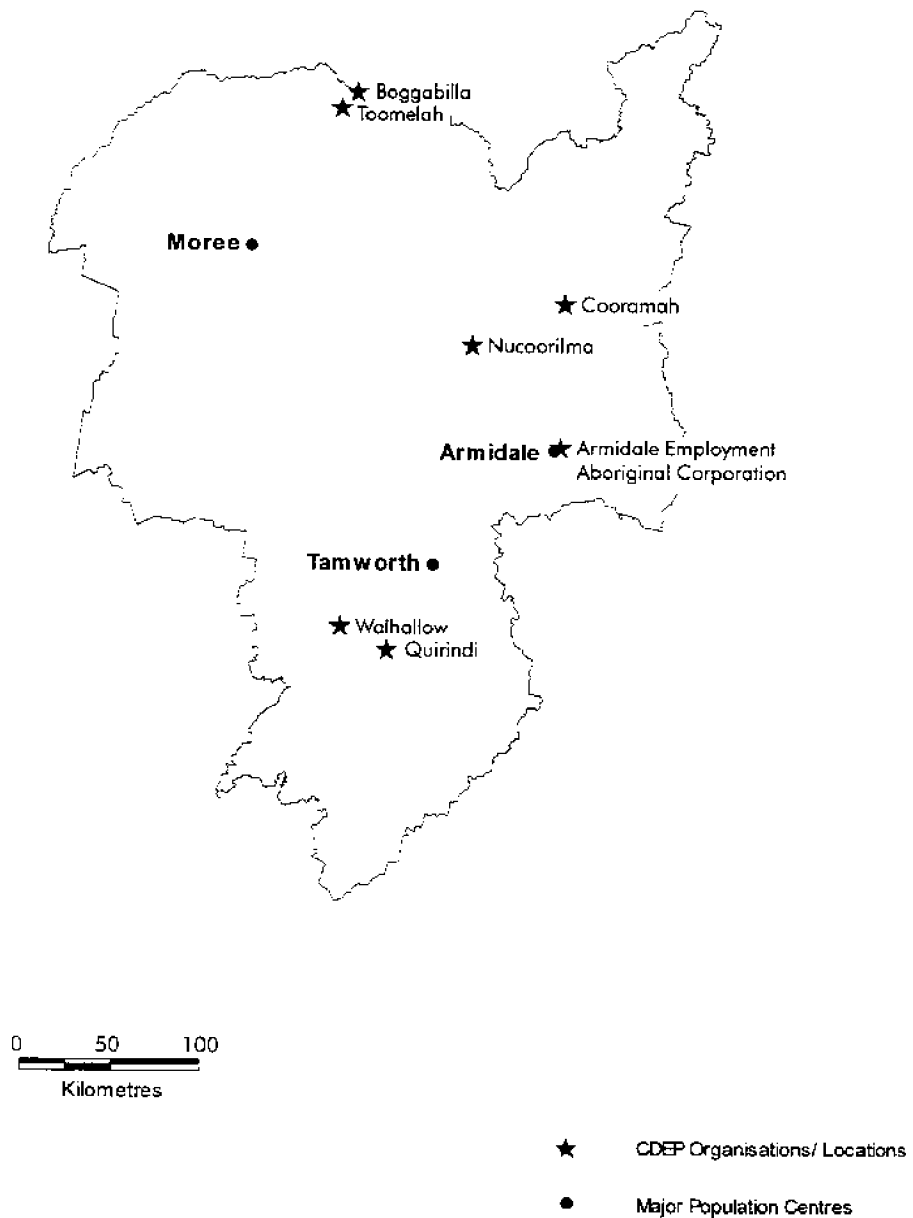 Boggabilla
Toomelah
Moree
Cooramah
Nucoorilma
Armidale
Armidale Employment
Aboriginal Corporation
Tamworth
Walhallow
Quirindi
0 50 100
Kilometres
CDEP Organisations/ Locations
Major Population Centres